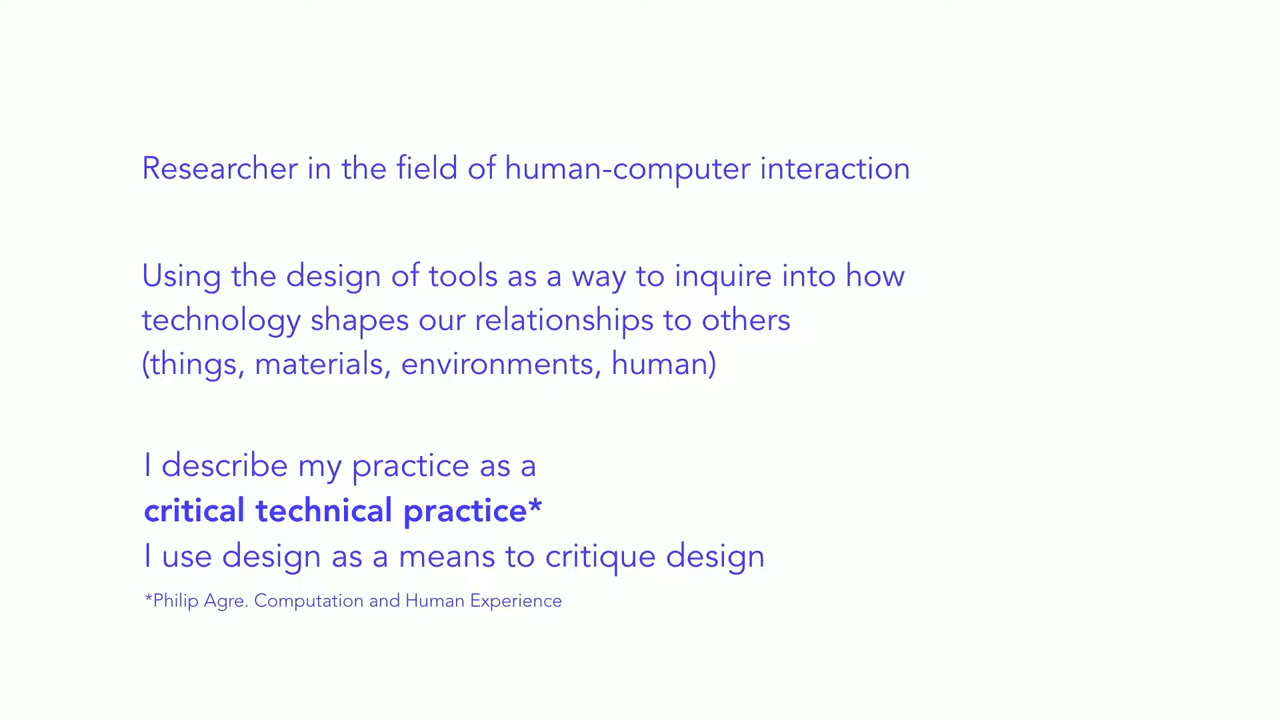 Researcher in the field of human-computer interaction
Using the design of tools as a way to inquire into how
technology shapes our relationships to others
(things, materials, environments, human)
I describe my practice as a
critical technical practice*
I use design as a means to critique design
*Philip Agre. Computation and Human Experience